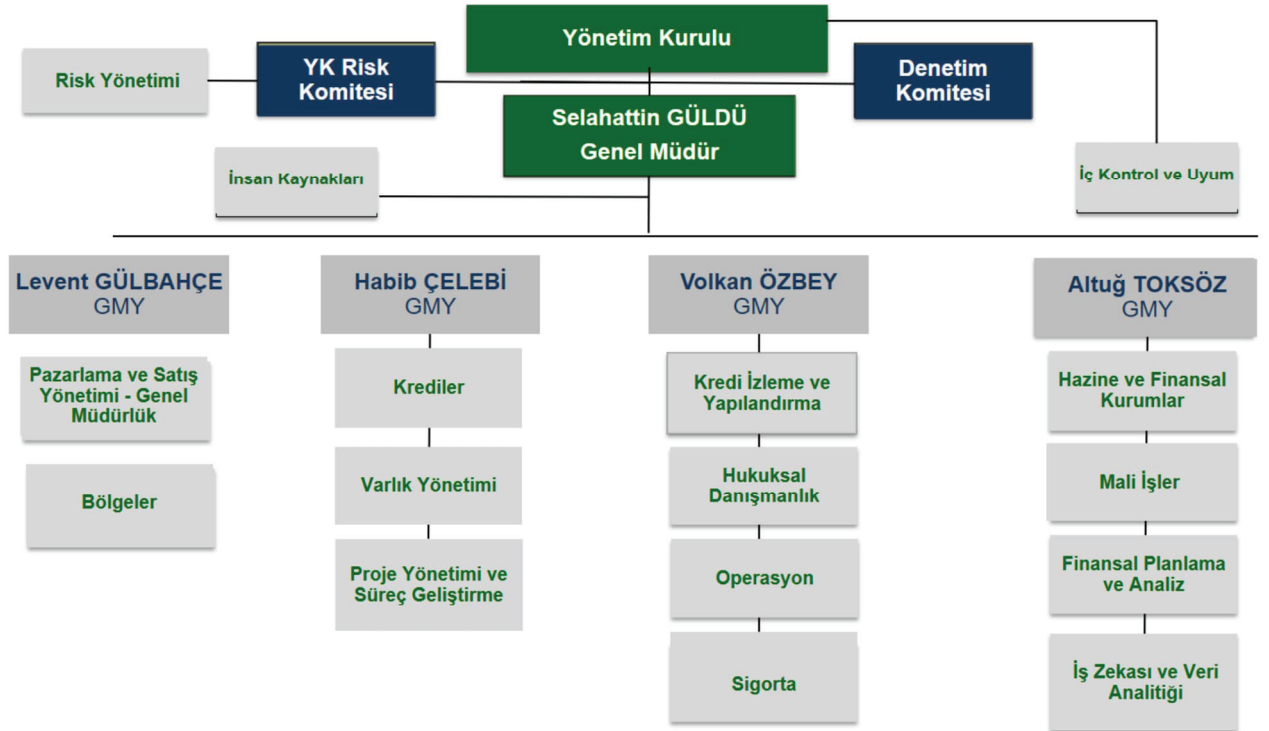 Yönetim Kurulu
Risk Yönetimi
YK Risk
Komitesi
Denetim
Komitesi
Selahattin GÜLDÜ
Genel Müdür
İnsan Kaynakları
İç Kontrol ve Uyum
Levent GÜLBAHÇE
GMY
Pazarlama ve Satış
Yönetimi - Genel
Müdürlük
Bölgeler
Habib ÇELEBİ
GMY
Krediler
Varlık Yönetimi
Proje Yönetimi ve
Süreç Geliştirme
Volkan ÖZBEY
GMY
Kredi İzleme ve
Yapılandırma
Hukuksal
Danışmanlık
Operasyon
Sigorta
Altuğ TOKSÖZ
GMY
Hazine ve Finansal
Kurumlar
Mali İşler
Finansal Planlama
ve Analiz
İş Zekası ve Veri
Analitiği